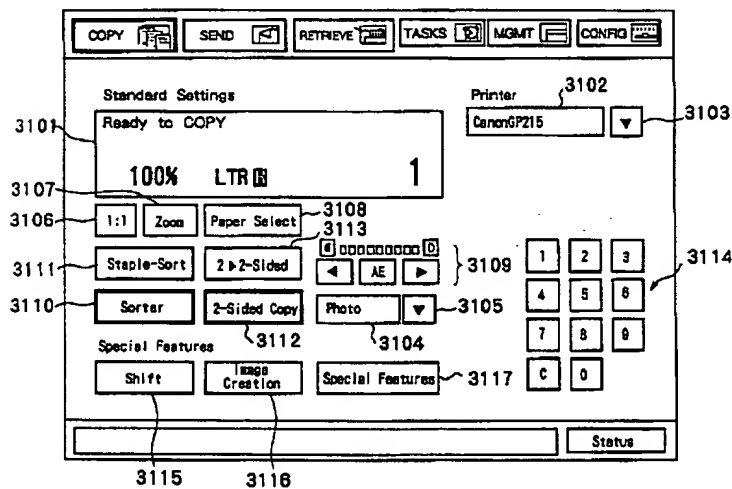 COPY SEND RETRIEVE TASKS MGMT CONFIG
Standard Settings Printer 3102
3101 Ready to COPY CanonGP215 ▼ 3103
100% LTR R 1
3107
3106 1:1 Zoom Paper Select 3108
3113
3111 Staple-Sort 2▶2-Sided ◀ AE ▶ 3109 1 2 3 3114
3110 Sorter 2-Sided Copy Photo ▼ 3105 4 5 6
3112 3104 7 8 9
Special Features
Shift Image Creation Special Features 3117 C 0
Status
3115 3116